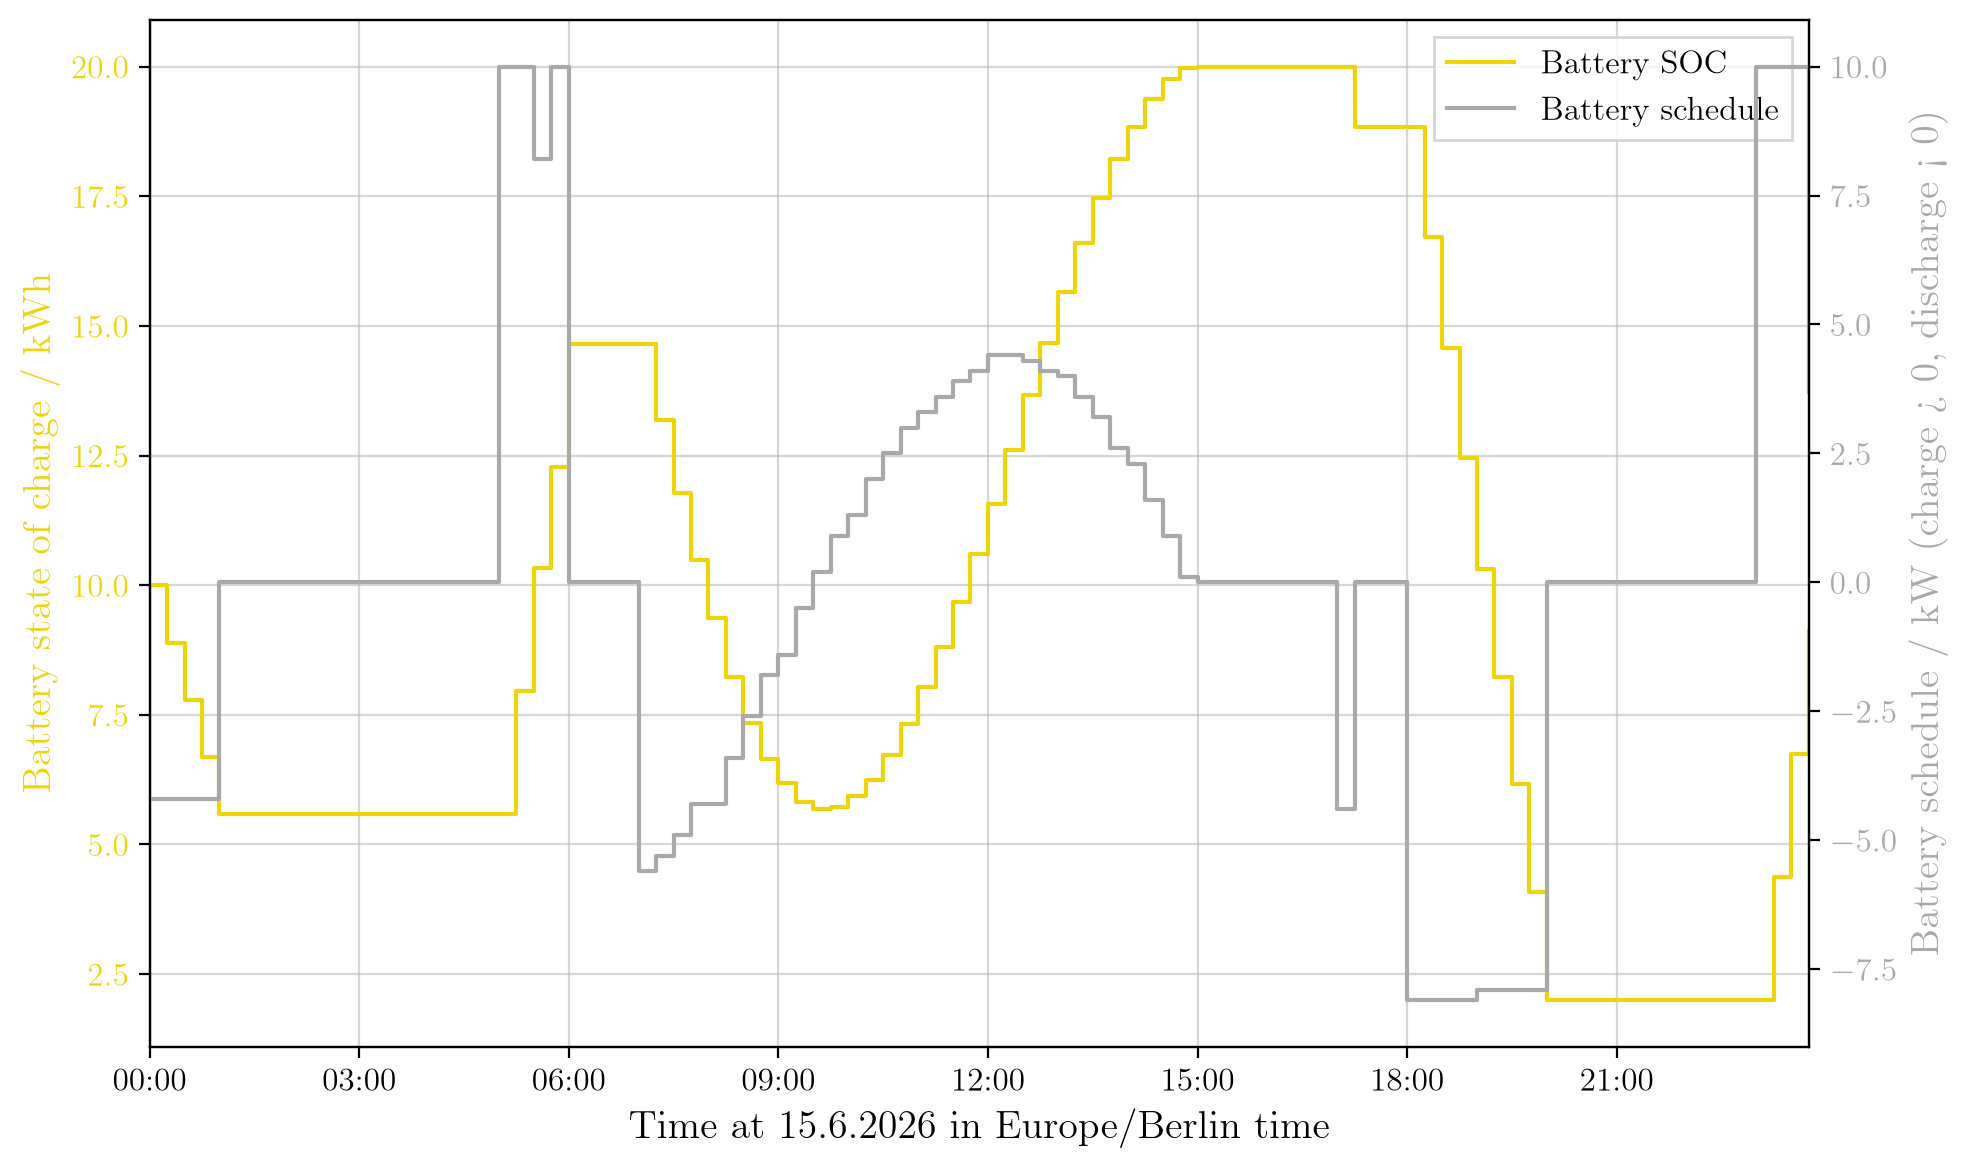 Battery state of charge / kWh
20.0
17.5
15.0
12.5
10.0
7.5
5.0
2.5
Battery SOC
Battery schedule
10.0
7.5
5.0
2.5
0.0
−2.5
−5.0
−7.5
Battery schedule / kW (charge ¿ 0, discharge ¡ 0)
00:00 03:00 06:00 09:00 12:00 15:00 18:00 21:00
Time at 15.6.2026 in Europe/Berlin time